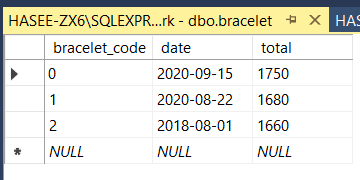 HASEE-ZX6\SQLEXPR...rk - dbo.bracelet HAS
bracelet_code date total
0 2020-09-15 1750
1 2020-08-22 1680
2 2018-08-01 1660
NULL NULL NULL